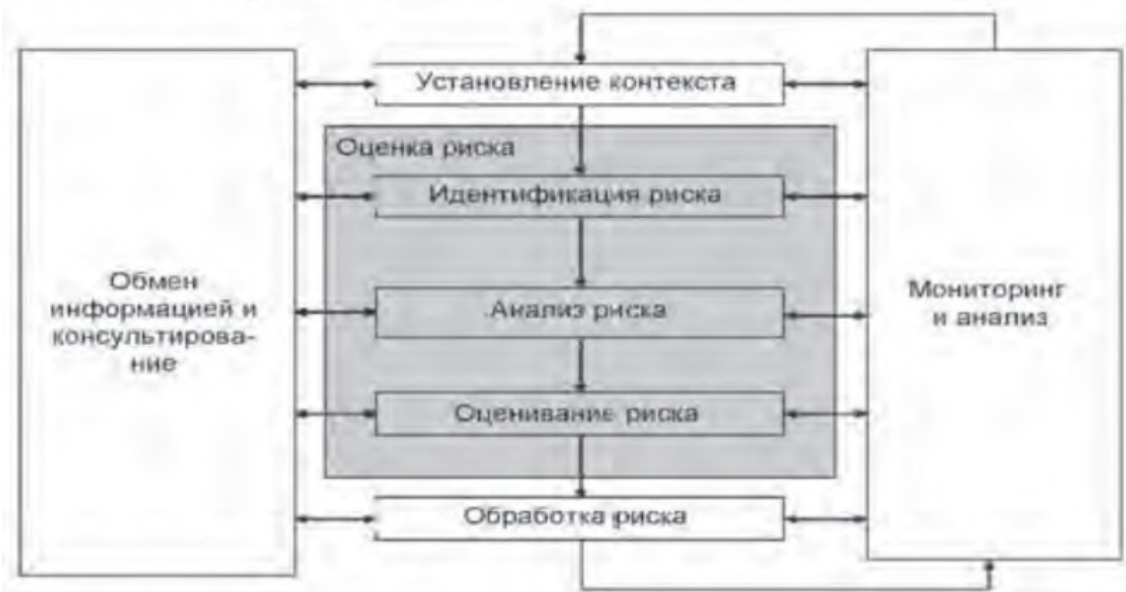 Установление контекста
Оценка риска
Идентификация риска
Обмен
информацией и
консультирова-
ние
Анализ риска
Мониторинг
и анализ
Оценивание риска
Обработка риска